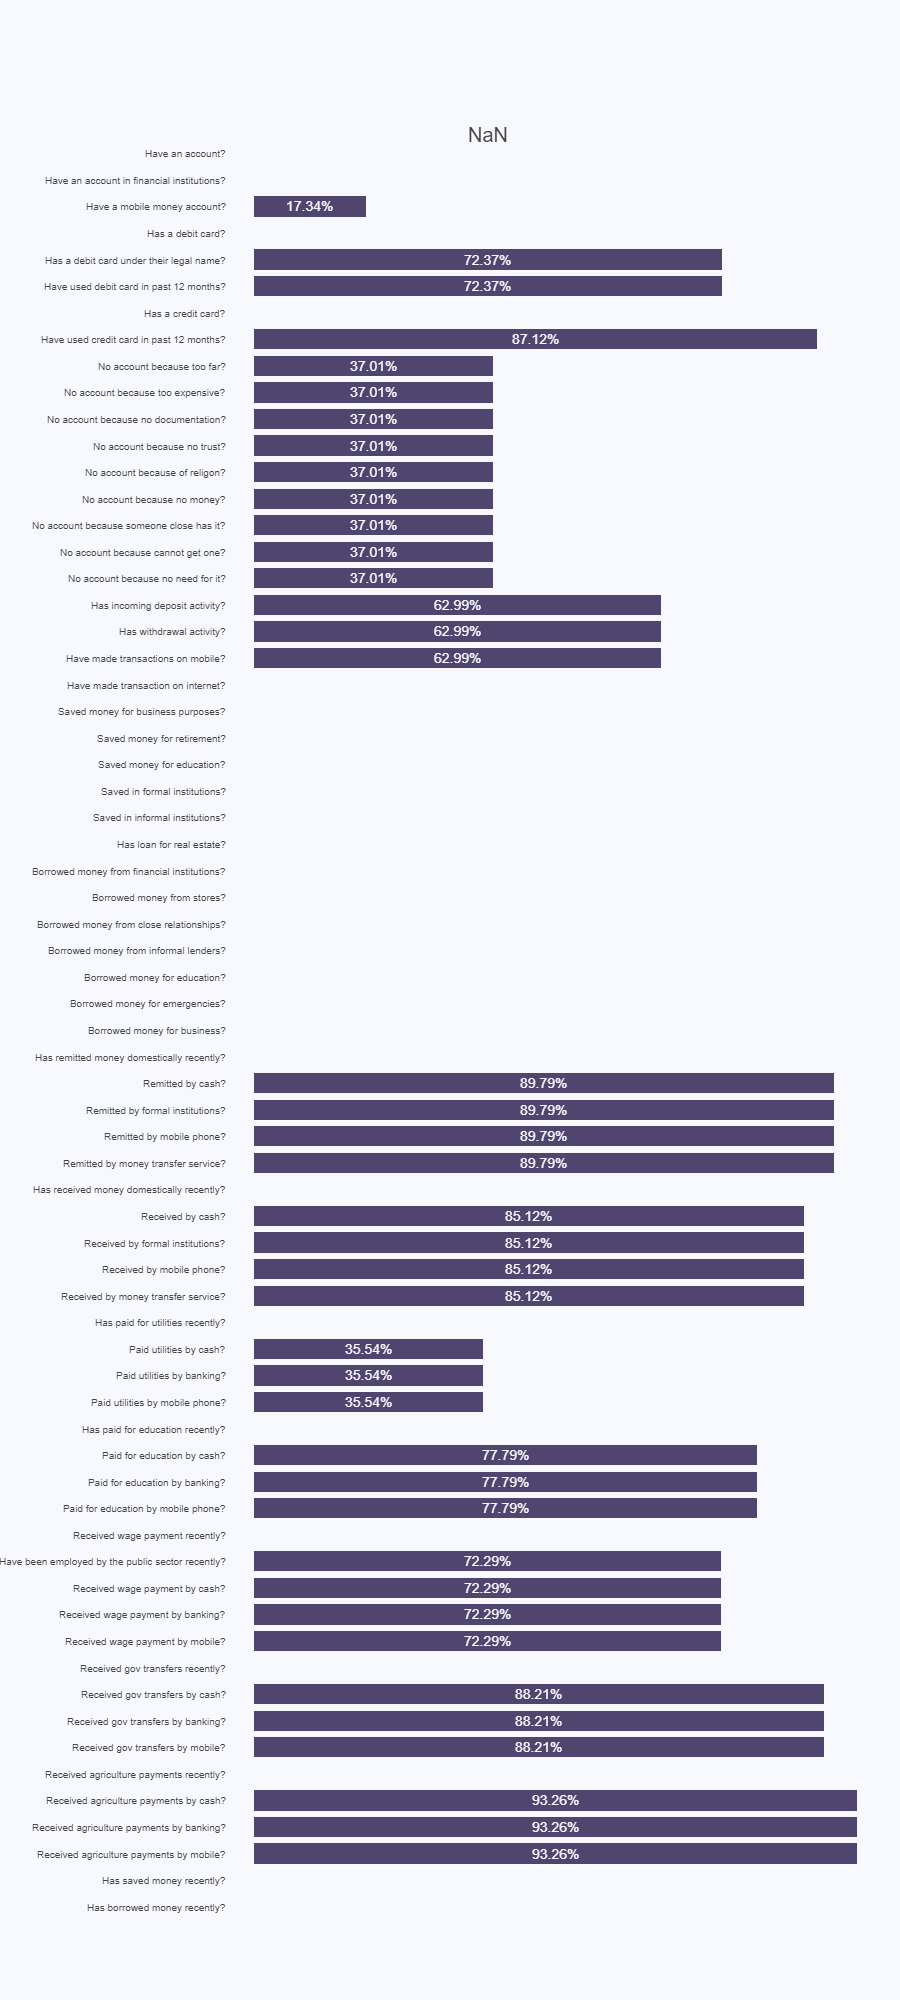 NaN
Have an account?
Have an account in financial institutions?
Have a mobile money account? 17.34%
Has a debit card?
Has a debit card under their legal name? 72.37%
Have used debit card in past 12 months? 72.37%
Has a credit card?
Have used credit card in past 12 months? 87.12%
No account because too far? 37.01%
No account because too expensive? 37.01%
No account because no documentation? 37.01%
No account because no trust? 37.01%
No account because of religon? 37.01%
No account because no money? 37.01%
No account because someone close has it? 37.01%
No account because cannot get one? 37.01%
No account because no need for it? 37.01%
Has incoming deposit activity? 62.99%
Has withdrawal activity? 62.99%
Have made transactions on mobile? 62.99%
Have made transaction on internet?
Saved money for business purposes?
Saved money for retirement?
Saved money for education?
Saved in formal institutions?
Saved in informal institutions?
Has loan for real estate?
Borrowed money from financial institutions?
Borrowed money from stores?
Borrowed money from close relationships?
Borrowed money from informal lenders?
Borrowed money for education?
Borrowed money for emergencies?
Borrowed money for business?
Has remitted money domestically recently?
Remitted by cash? 89.79%
Remitted by formal institutions? 89.79%
Remitted by mobile phone? 89.79%
Remitted by money transfer service? 89.79%
Has received money domestically recently?
Received by cash? 85.12%
Received by formal institutions? 85.12%
Received by mobile phone? 85.12%
Received by money transfer service? 85.12%
Has paid for utilities recently?
Paid utilities by cash? 35.54%
Paid utilities by banking? 35.54%
Paid utilities by mobile phone? 35.54%
Has paid for education recently?
Paid for education by cash? 77.79%
Paid for education by banking? 77.79%
Paid for education by mobile phone? 77.79%
Received wage payment recently?
Have been employed by the public sector recently? 72.29%
Received wage payment by cash? 72.29%
Received wage payment by banking? 72.29%
Received wage payment by mobile? 72.29%
Received gov transfers recently?
Received gov transfers by cash? 88.21%
Received gov transfers by banking? 88.21%
Received gov transfers by mobile? 88.21%
Received agriculture payments recently?
Received agriculture payments by cash? 93.26%
Received agriculture payments by banking? 93.26%
Received agriculture payments by mobile? 93.26%
Has saved money recently?
Has borrowed money recently?